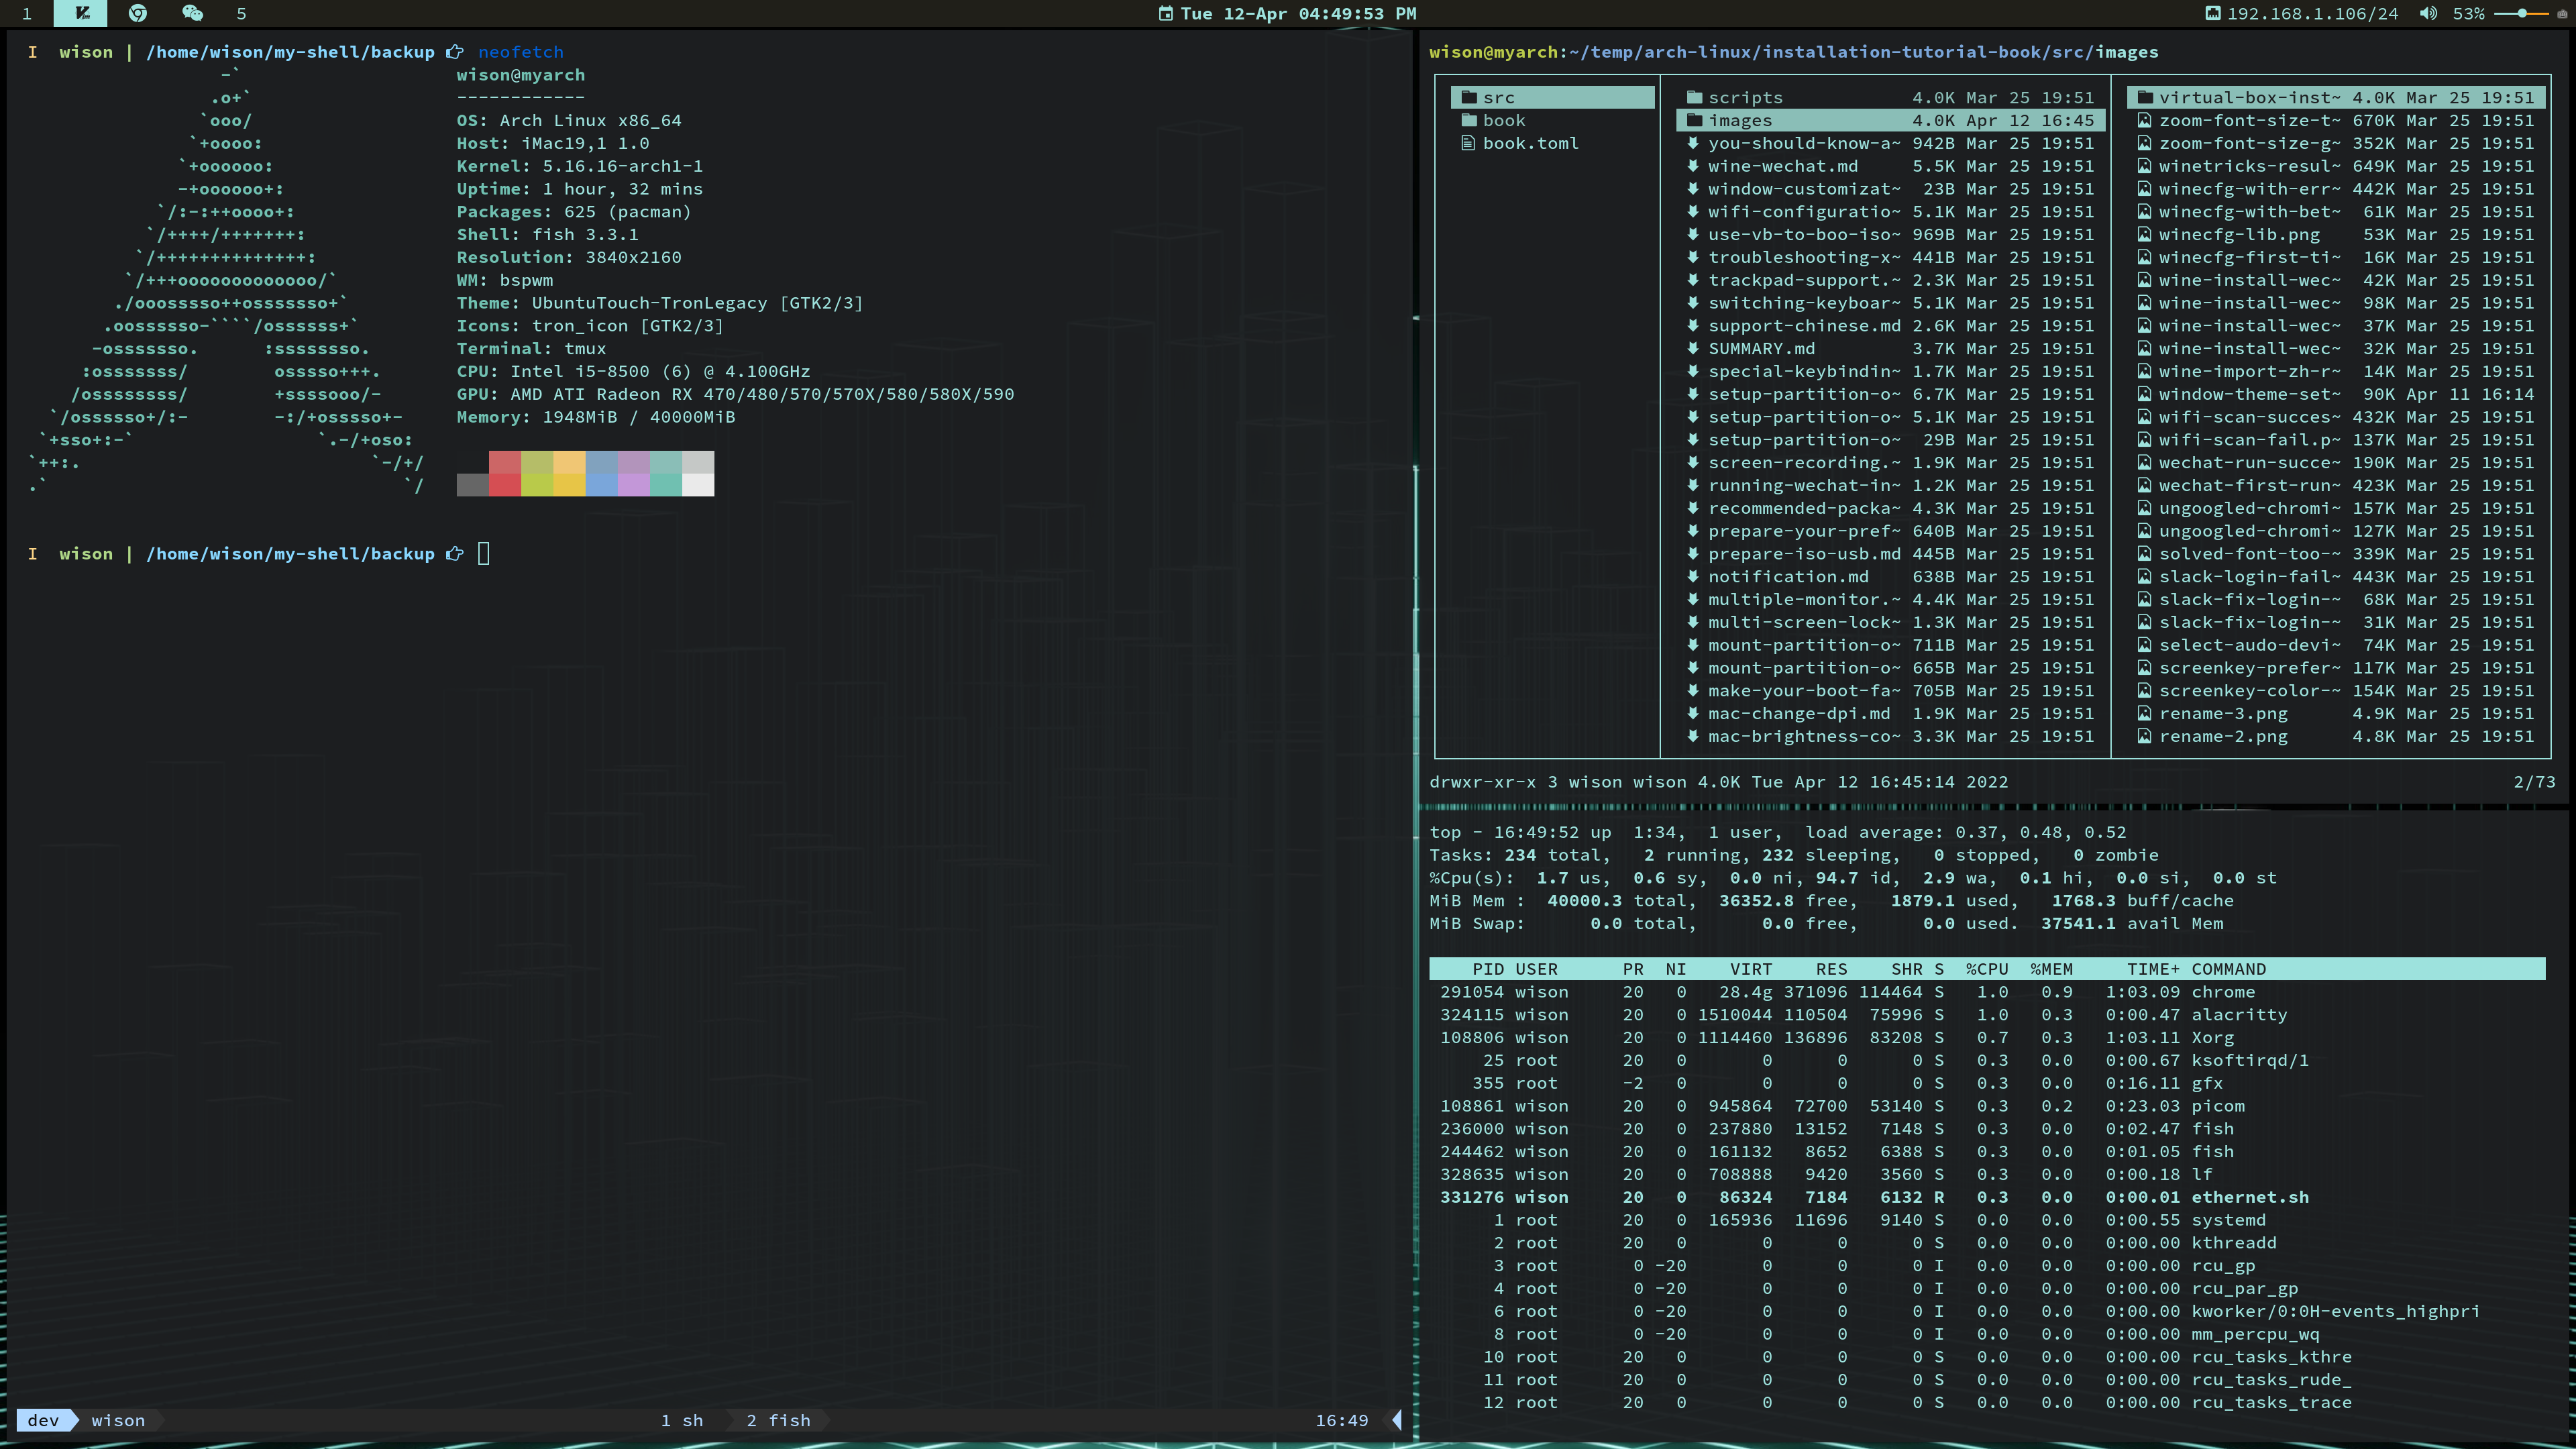 1 5 Tue 12-Apr 04:49:53 PM 192.168.1.106/24 53%
I wison | /home/wison/my-shell/backup neofetch
-`
.o+`
`ooo/
`+oooo:
`+oooooo:
-+oooooo+:
`/:-:++oooo+:
`/++++/+++++++:
`/++++++++++++++:
`/+++ooooooooooooo/`
./ooosssso++osssssso+`
.oossssso-````/ossssss+`
-osssssso. :ssssssso.
:osssssss/ osssso+++.
/ossssssss/ +ssssooo/-
`/ossssso+/:- -:/+osssso+-
`+sso+:-` `.-/+oso:
`++:. `-/+/
.` `/
wison@myarch
------------
OS: Arch Linux x86_64
Host: iMac19,1 1.0
Kernel: 5.16.16-arch1-1
Uptime: 1 hour, 32 mins
Packages: 625 (pacman)
Shell: fish 3.3.1
Resolution: 3840x2160
WM: bspwm
Theme: UbuntuTouch-TronLegacy [GTK2/3]
Icons: tron_icon [GTK2/3]
Terminal: tmux
CPU: Intel i5-8500 (6) @ 4.100GHz
GPU: AMD ATI Radeon RX 470/480/570/570X/580/580X/590
Memory: 1948MiB / 40000MiB
I wison | /home/wison/my-shell/backup
dev wison 1 sh 2 fish 16:49
wison@myarch:~/temp/arch-linux/installation-tutorial-book/src/images
src
book
book.toml
scripts 4.0K Mar 25 19:51
images 4.0K Apr 12 16:45
you-should-know-a~ 942B Mar 25 19:51
wine-wechat.md 5.5K Mar 25 19:51
window-customizat~ 23B Mar 25 19:51
wifi-configuratio~ 5.1K Mar 25 19:51
use-vb-to-boo-iso~ 969B Mar 25 19:51
troubleshooting-x~ 441B Mar 25 19:51
trackpad-support.~ 2.3K Mar 25 19:51
switching-keyboar~ 5.1K Mar 25 19:51
support-chinese.md 2.6K Mar 25 19:51
SUMMARY.md 3.7K Mar 25 19:51
special-keybindin~ 1.7K Mar 25 19:51
setup-partition-o~ 6.7K Mar 25 19:51
setup-partition-o~ 5.1K Mar 25 19:51
setup-partition-o~ 29B Mar 25 19:51
screen-recording.~ 1.9K Mar 25 19:51
running-wechat-in~ 1.2K Mar 25 19:51
recommended-packa~ 4.3K Mar 25 19:51
prepare-your-pref~ 640B Mar 25 19:51
prepare-iso-usb.md 445B Mar 25 19:51
notification.md 638B Mar 25 19:51
multiple-monitor.~ 4.4K Mar 25 19:51
multi-screen-lock~ 1.3K Mar 25 19:51
mount-partition-o~ 711B Mar 25 19:51
mount-partition-o~ 665B Mar 25 19:51
make-your-boot-fa~ 705B Mar 25 19:51
mac-change-dpi.md 1.9K Mar 25 19:51
mac-brightness-co~ 3.3K Mar 25 19:51
virtual-box-inst~ 4.0K Mar 25 19:51
zoom-font-size-t~ 670K Mar 25 19:51
zoom-font-size-g~ 352K Mar 25 19:51
winetricks-resul~ 649K Mar 25 19:51
winecfg-with-err~ 442K Mar 25 19:51
winecfg-with-bet~ 61K Mar 25 19:51
winecfg-lib.png 53K Mar 25 19:51
winecfg-first-ti~ 16K Mar 25 19:51
wine-install-wec~ 42K Mar 25 19:51
wine-install-wec~ 98K Mar 25 19:51
wine-install-wec~ 37K Mar 25 19:51
wine-install-wec~ 32K Mar 25 19:51
wine-import-zh-r~ 14K Mar 25 19:51
window-theme-set~ 90K Apr 11 16:14
wifi-scan-succes~ 432K Mar 25 19:51
wifi-scan-fail.p~ 137K Mar 25 19:51
wechat-run-succe~ 190K Mar 25 19:51
wechat-first-run~ 423K Mar 25 19:51
ungoogled-chromi~ 157K Mar 25 19:51
ungoogled-chromi~ 127K Mar 25 19:51
solved-font-too-~ 339K Mar 25 19:51
slack-login-fail~ 443K Mar 25 19:51
slack-fix-login-~ 68K Mar 25 19:51
slack-fix-login-~ 31K Mar 25 19:51
select-audo-devi~ 74K Mar 25 19:51
screenkey-prefer~ 117K Mar 25 19:51
screenkey-color-~ 154K Mar 25 19:51
rename-3.png 4.9K Mar 25 19:51
rename-2.png 4.8K Mar 25 19:51
drwxr-xr-x 3 wison wison 4.0K Tue Apr 12 16:45:14 2022 2/73
top - 16:49:52 up 1:34, 1 user, load average: 0.37, 0.48, 0.52
Tasks: 234 total, 2 running, 232 sleeping, 0 stopped, 0 zombie
%Cpu(s): 1.7 us, 0.6 sy, 0.0 ni, 94.7 id, 2.9 wa, 0.1 hi, 0.0 si, 0.0 st
MiB Mem : 40000.3 total, 36352.8 free, 1879.1 used, 1768.3 buff/cache
MiB Swap: 0.0 total, 0.0 free, 0.0 used. 37541.1 avail Mem
PID USER PR NI VIRT RES SHR S %CPU %MEM TIME+ COMMAND
291054 wison 20 0 28.4g 371096 114464 S 1.0 0.9 1:03.09 chrome
324115 wison 20 0 1510044 110504 75996 S 1.0 0.3 0:00.47 alacritty
108806 wison 20 0 1114460 136896 83208 S 0.7 0.3 1:03.11 Xorg
25 root 20 0 0 0 0 S 0.3 0.0 0:00.67 ksoftirqd/1
355 root -2 0 0 0 0 S 0.3 0.0 0:16.11 gfx
108861 wison 20 0 945864 72700 53140 S 0.3 0.2 0:23.03 picom
236000 wison 20 0 237880 13152 7148 S 0.3 0.0 0:02.47 fish
244462 wison 20 0 161132 8652 6388 S 0.3 0.0 0:01.05 fish
328635 wison 20 0 708888 9420 3560 S 0.3 0.0 0:00.18 lf
331276 wison 20 0 86324 7184 6132 R 0.3 0.0 0:00.01 ethernet.sh
1 root 20 0 165936 11696 9140 S 0.0 0.0 0:00.55 systemd
2 root 20 0 0 0 0 S 0.0 0.0 0:00.00 kthreadd
3 root 0 -20 0 0 0 I 0.0 0.0 0:00.00 rcu_gp
4 root 0 -20 0 0 0 I 0.0 0.0 0:00.00 rcu_par_gp
6 root 0 -20 0 0 0 I 0.0 0.0 0:00.00 kworker/0:0H-events_highpri
8 root 0 -20 0 0 0 I 0.0 0.0 0:00.00 mm_percpu_wq
10 root 20 0 0 0 0 S 0.0 0.0 0:00.00 rcu_tasks_kthre
11 root 20 0 0 0 0 S 0.0 0.0 0:00.00 rcu_tasks_rude_
12 root 20 0 0 0 0 S 0.0 0.0 0:00.00 rcu_tasks_trace